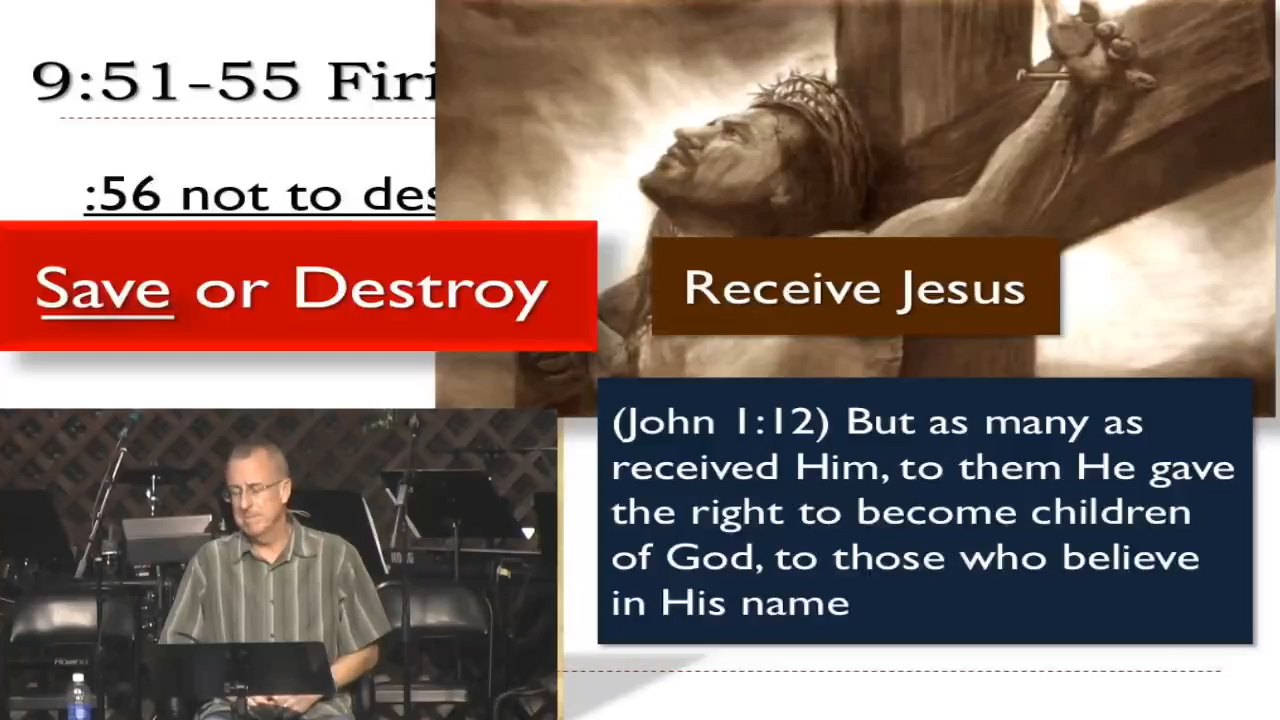 9:51-55 Firi
:56 not to des
Save or Destroy
Receive Jesus
(John 1:12) But as many as
received Him, to them He gave
the right to become children
of God, to those who believe
in His name
Roland
KORG